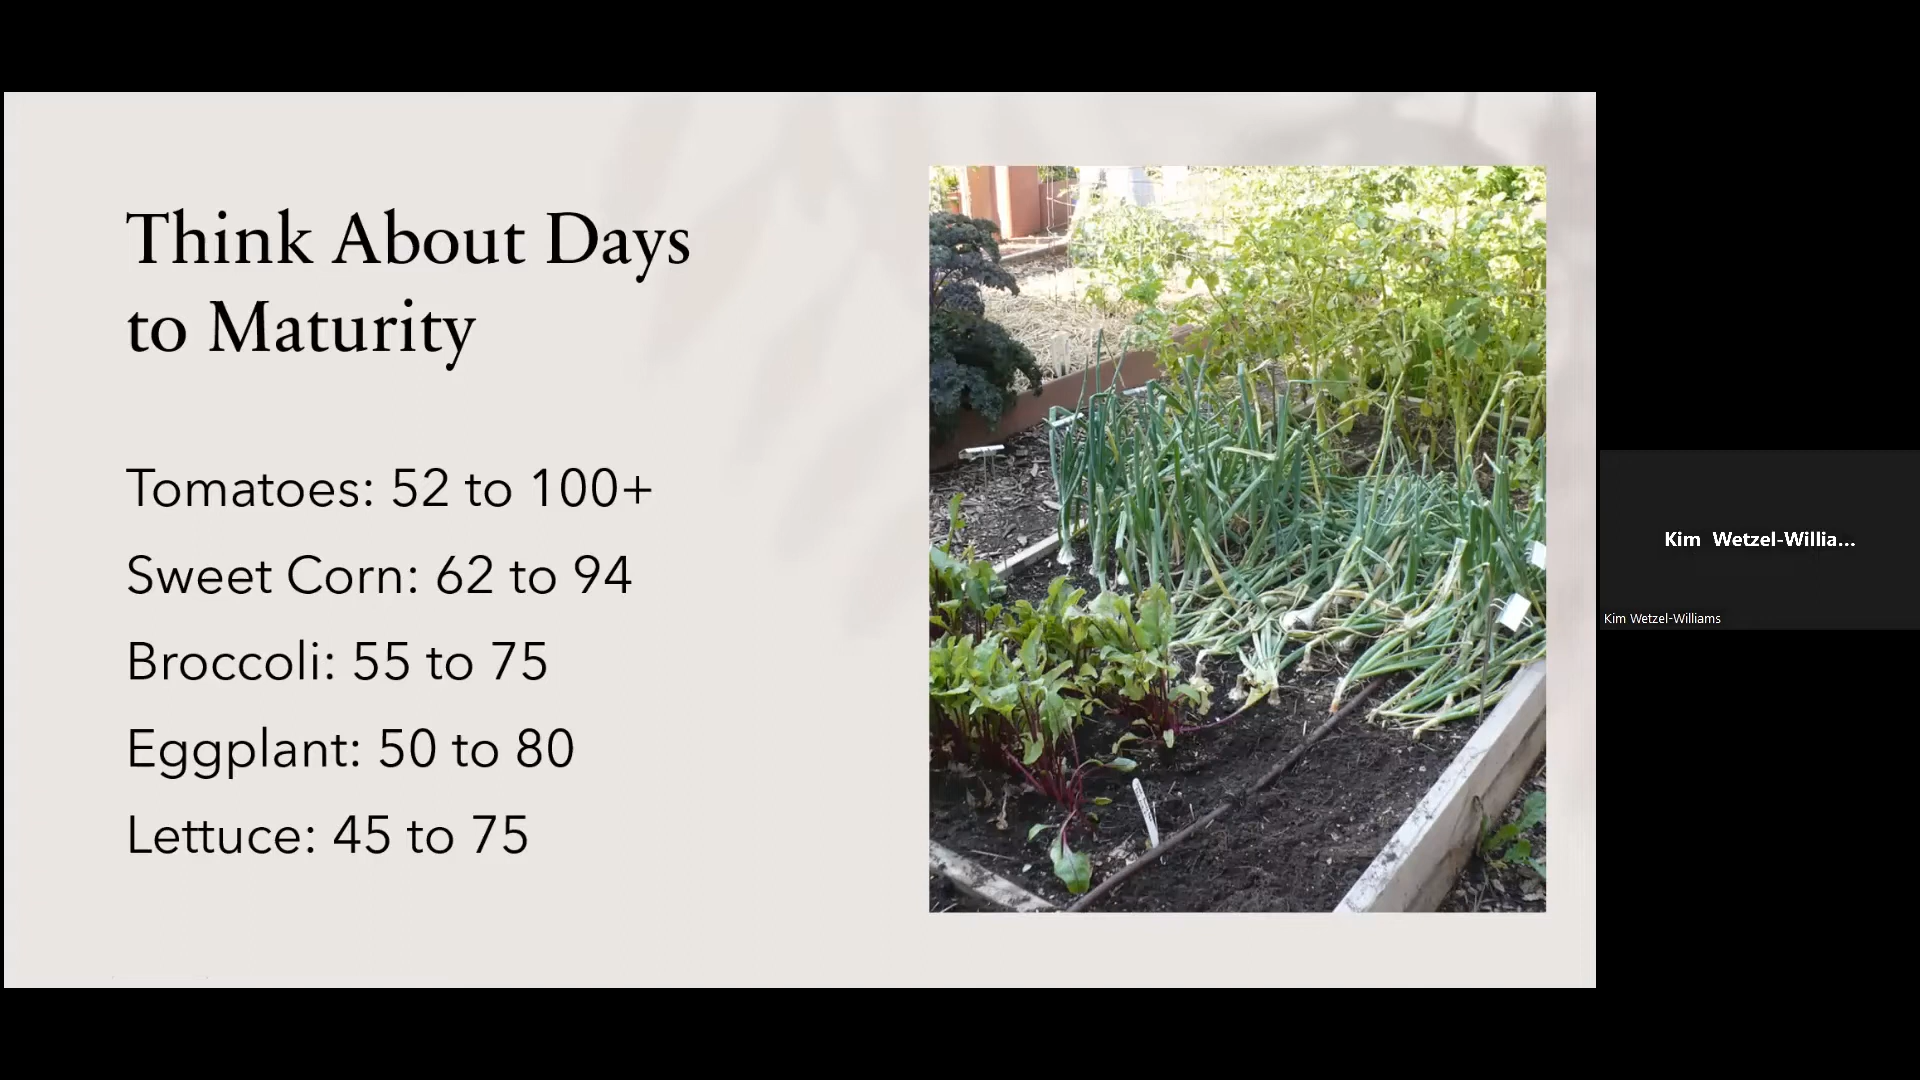 Think About Days
to Maturity
Tomatoes: 52 to 100+
Sweet Corn: 62 to 94
Broccoli: 55 to 75
Eggplant: 50 to 80
Lettuce: 45 to 75
Kim Wetzel-Willia...
Kim Wetzel-Williams